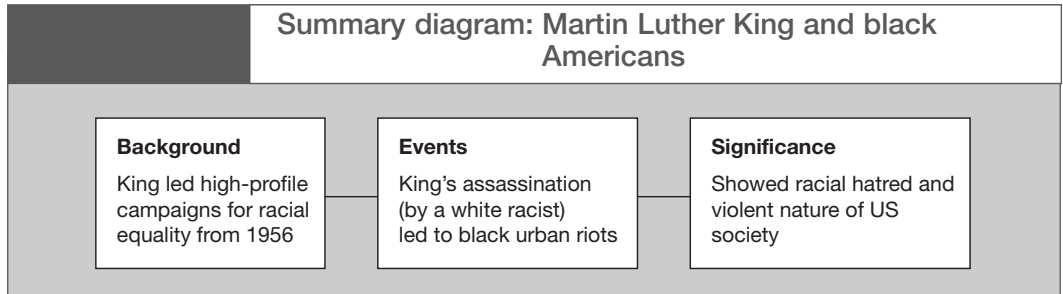 Summary diagram: Martin Luther King and black
Americans
Background
King led high-profile
campaigns for racial
equality from 1956
Events
King’s assassination
(by a white racist)
led to black urban riots
Significance
Showed racial hatred and
violent nature of US
society